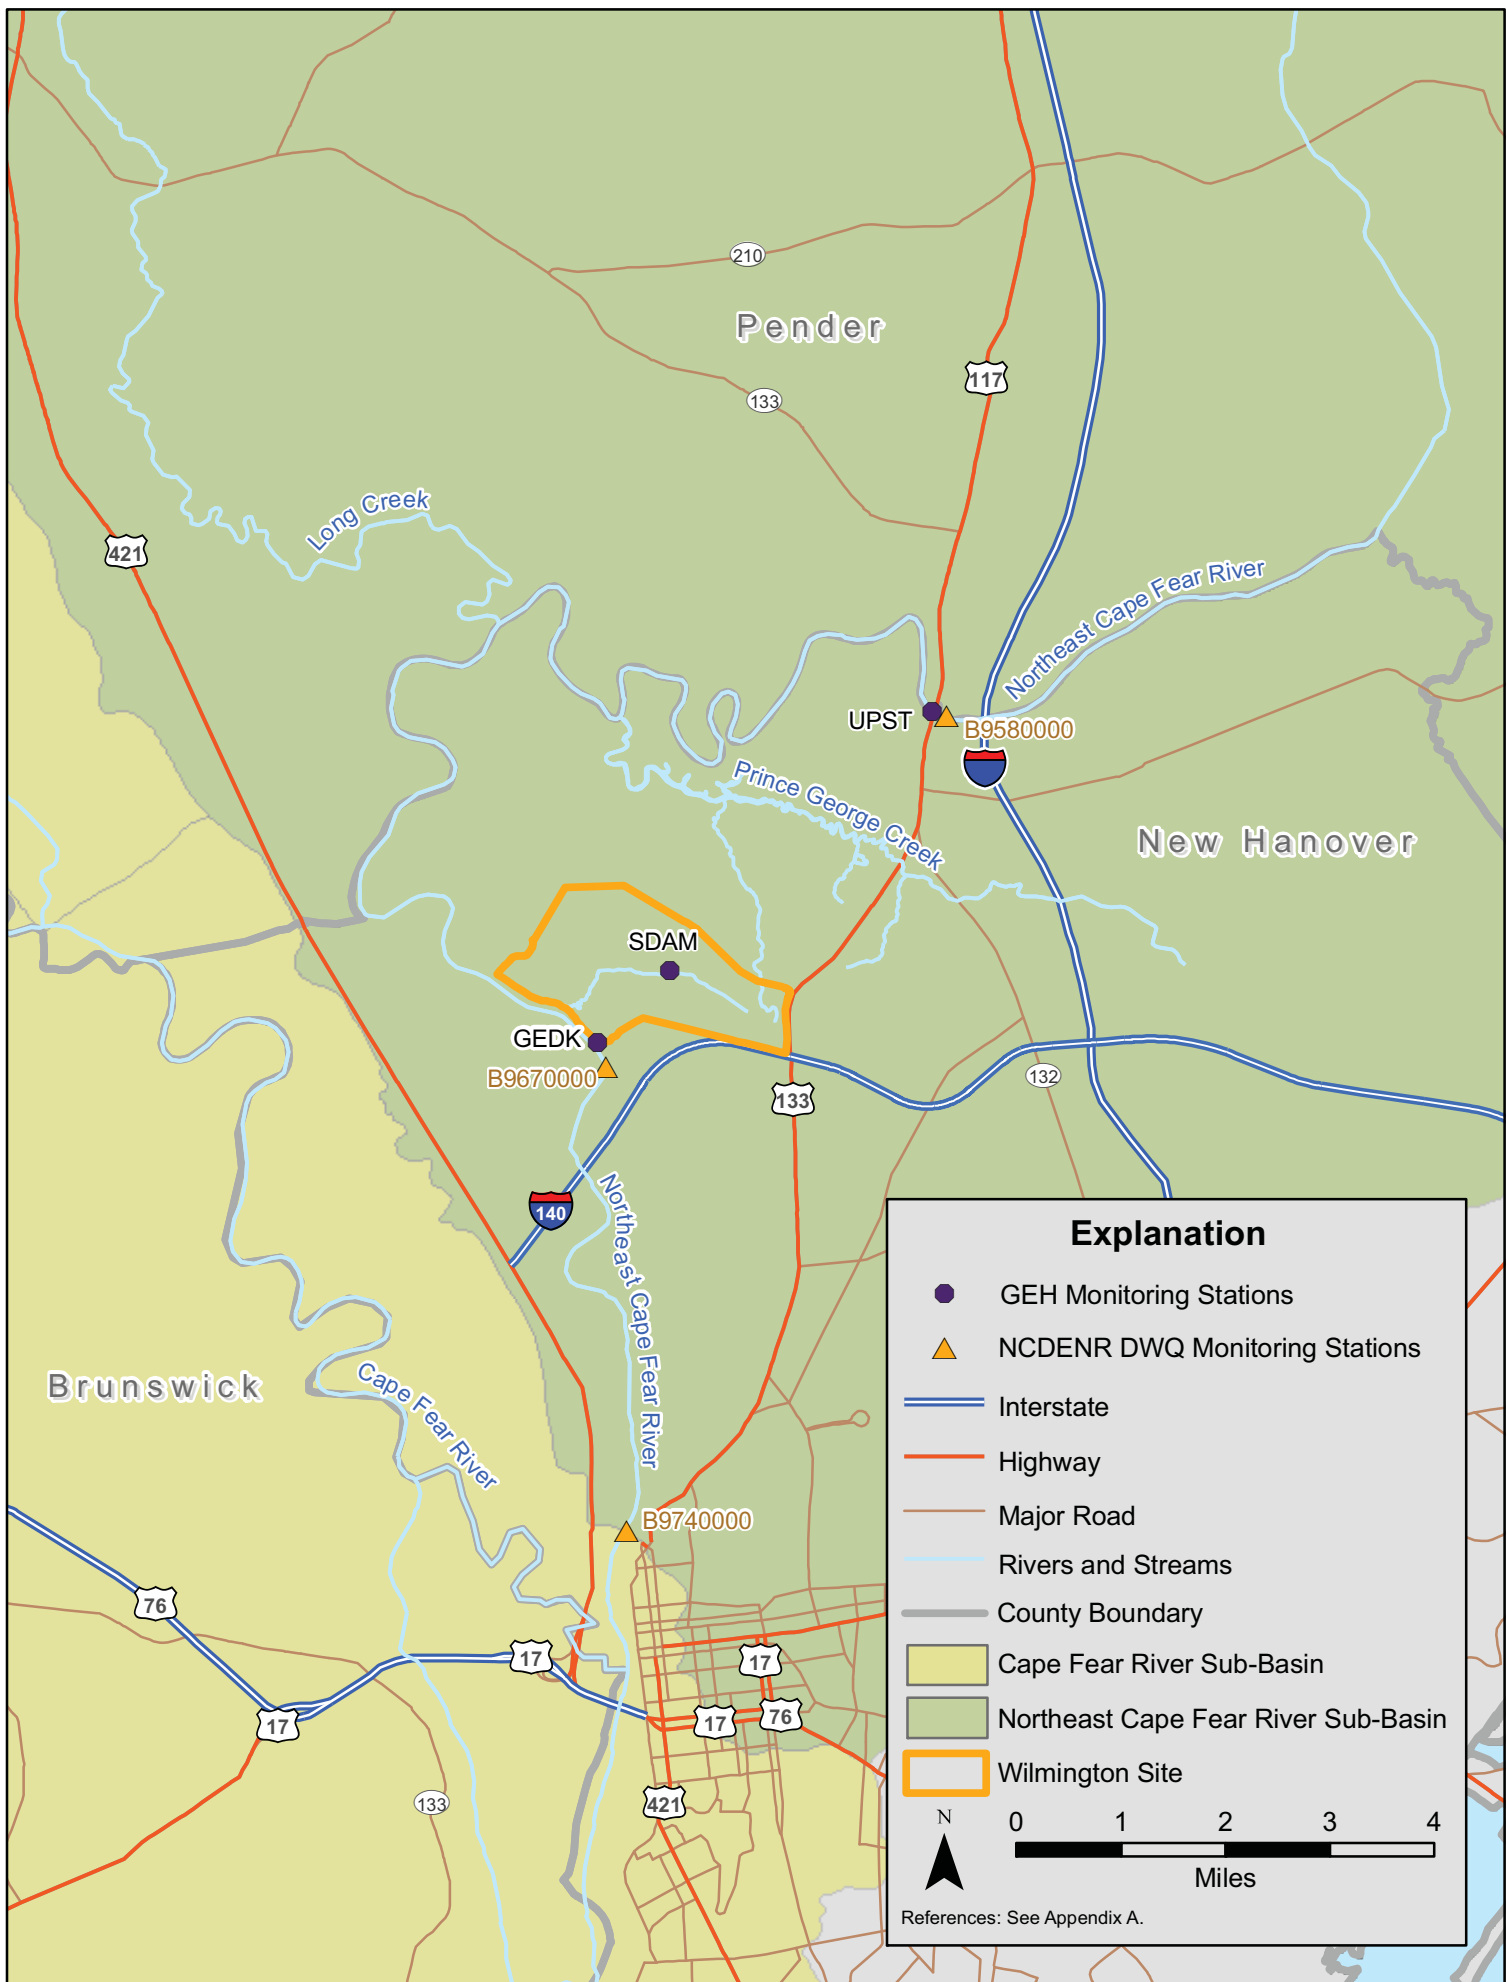 210
Pender
117
133
Long Creek
421
Northeast Cape Fear River
UPST
B9580000
Prince George Creek
New Hanover
SDAM
GEDK
B9670000
132
133
140
Northeast Cape Fear River
Brunswick
Cape Fear River
B9740000
76
17
17
17
17
76
133
421
Explanation
GEH Monitoring Stations
NCDENR DWQ Monitoring Stations
Interstate
Highway
Major Road
Rivers and Streams
County Boundary
Cape Fear River Sub-Basin
Northeast Cape Fear River Sub-Basin
Wilmington Site
N
0 1 2 3 4
Miles
References: See Appendix A.